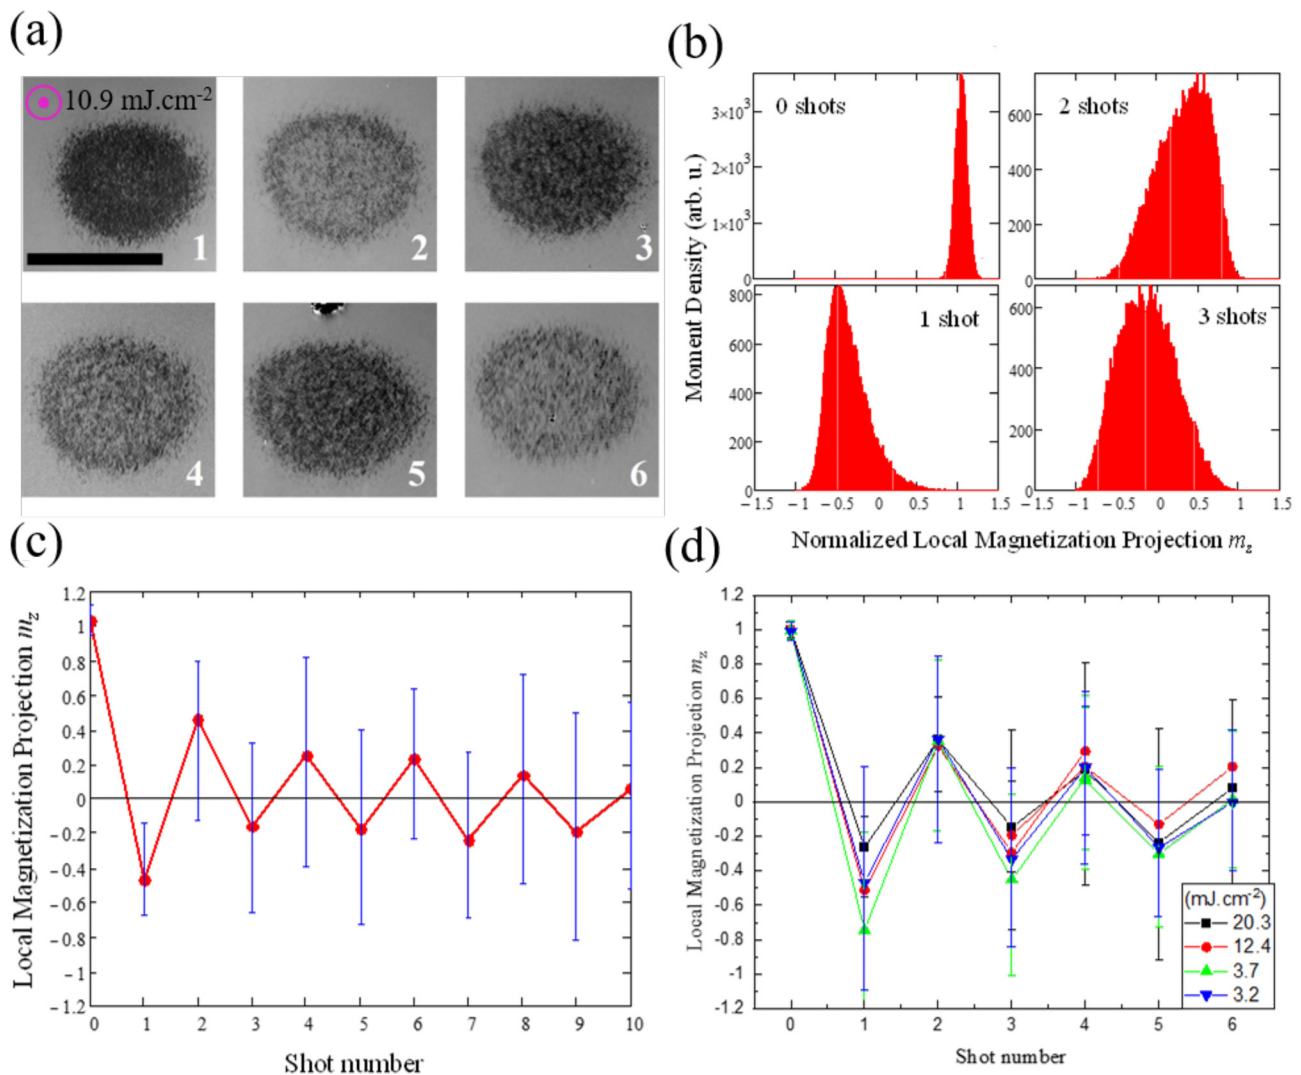 (a)
10.9 mJ.cm-2
1
2
3
4
5
6
(b)
Moment Density (arb. u.)
0 shots
3×10³
2×10³
1×10³
0
2 shots
600
400
200
0
1 shot
800
600
400
200
0
−1.5 −1 −0.5 0 0.5 1 1.5
3 shots
600
400
200
0
−1.5 −1 −0.5 0 0.5 1 1.5
Normalized Local Magnetization Projection mz
(c)
Local Magnetization Projection mz
1.2
1
0.8
0.6
0.4
0.2
0
−0.2
−0.4
−0.6
−0.8
−1
−1.2
0 1 2 3 4 5 6 7 8 9 10
Shot number
(d)
Local Magnetization Projection mz
1.2
1
0.8
0.6
0.4
0.2
0
-0.2
-0.4
-0.6
-0.8
-1
-1.2
0 1 2 3 4 5 6
Shot number
(mJ.cm-2)
20.3
12.4
3.7
3.2